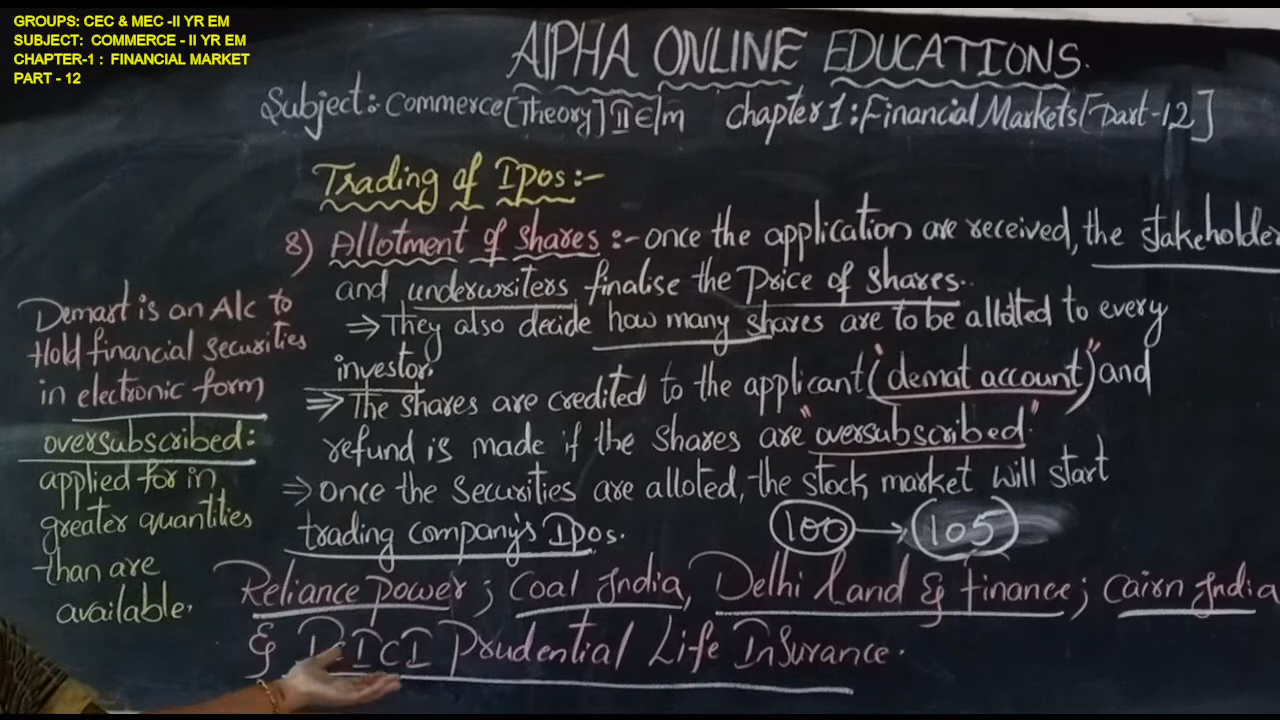 GROUPS: CEC & MEC -II YR EM
SUBJECT: COMMERCE - II YR EM
CHAPTER-1 : FINANCIAL MARKET
PART - 12
AlPHA ONLINE EDUCATIONS.
Subject:- Commerce [Theory] II E/m chapter 1: Financial Markets [Part-12]
Trading of IPos:-
8) Allotment of shares :- once the application are received, the stakeholder
and underwriters finalise the Price of shares.
⇒ They also decide how many shares are to be allotted to every
investor.
⇒ The shares are credited to the applicant ("demat account") and
refund is made if the shares are "oversubscribed"
⇒ once the securities are alloted, the stock market will start
trading company's Ipos.
100 → 105
Demart is an A/c to
Hold financial securities
in electronic form
oversubscribed:
applied for in
greater quantities
than are
available.
Reliance power; Coal India, Delhi Land & finance; Cairn India
& ICICI Prudential Life Insurance.